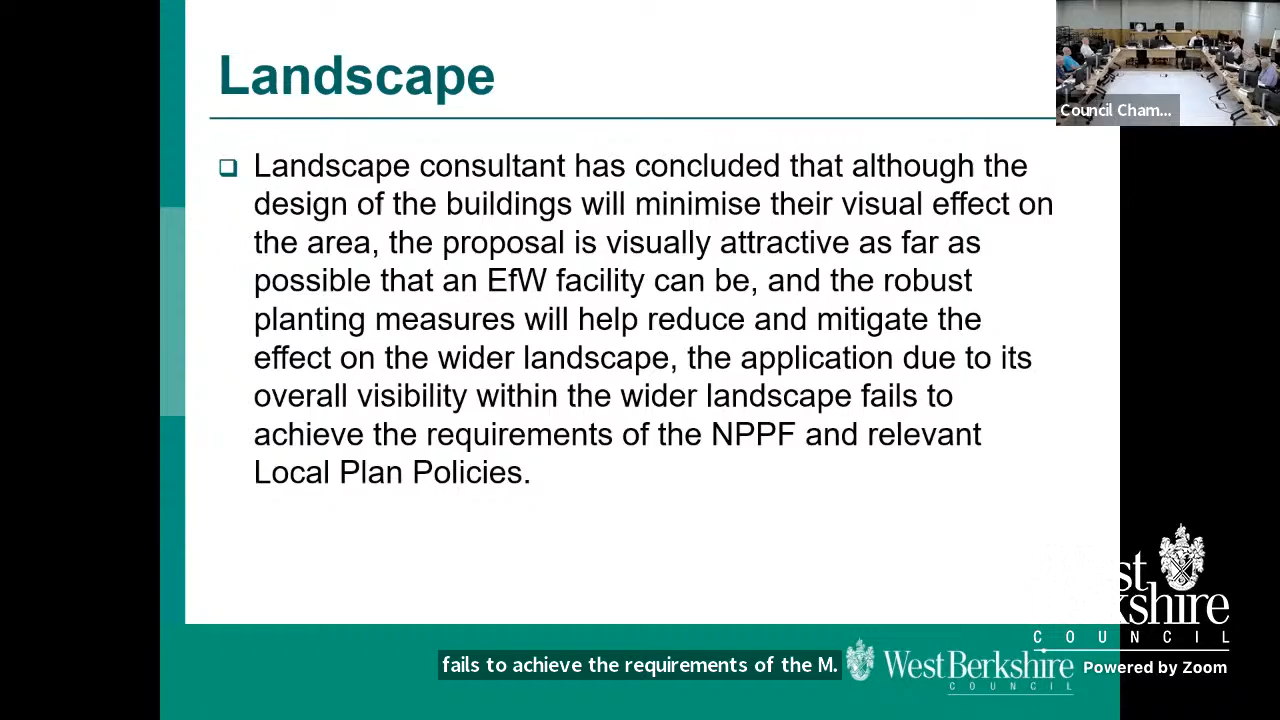 Landscape
Council Cham...
Landscape consultant has concluded that although the
design of the buildings will minimise their visual effect on
the area, the proposal is visually attractive as far as
possible that an EfW facility can be, and the robust
planting measures will help reduce and mitigate the
effect on the wider landscape, the application due to its
overall visibility within the wider landscape fails to
achieve the requirements of the NPPF and relevant
Local Plan Policies.
st
kshire
COUNCIL
fails to achieve the requirements of the M.
West Berkshire
COUNCIL
Powered by Zoom